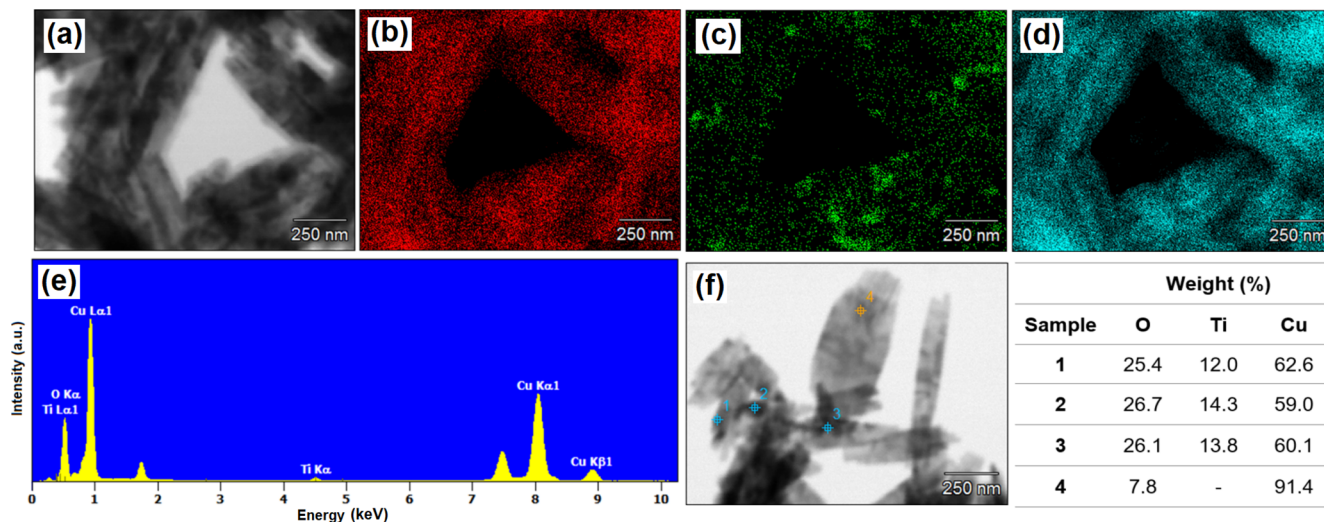 (a)
250 nm
(b)
250 nm
(c)
250 nm
(d)
250 nm
(e)
Intensity (a.u.)
Cu Lα1
O Kα
Ti Lα1
Ti Kα
Cu Kα1
Cu Kβ1
0 1 2 3 4 5 6 7 8 9 10
Energy (keV)
(f)
4
1
2
3
250 nm
Weight (%)
Sample O Ti Cu
1 25.4 12.0 62.6
2 26.7 14.3 59.0
3 26.1 13.8 60.1
4 7.8 - 91.4